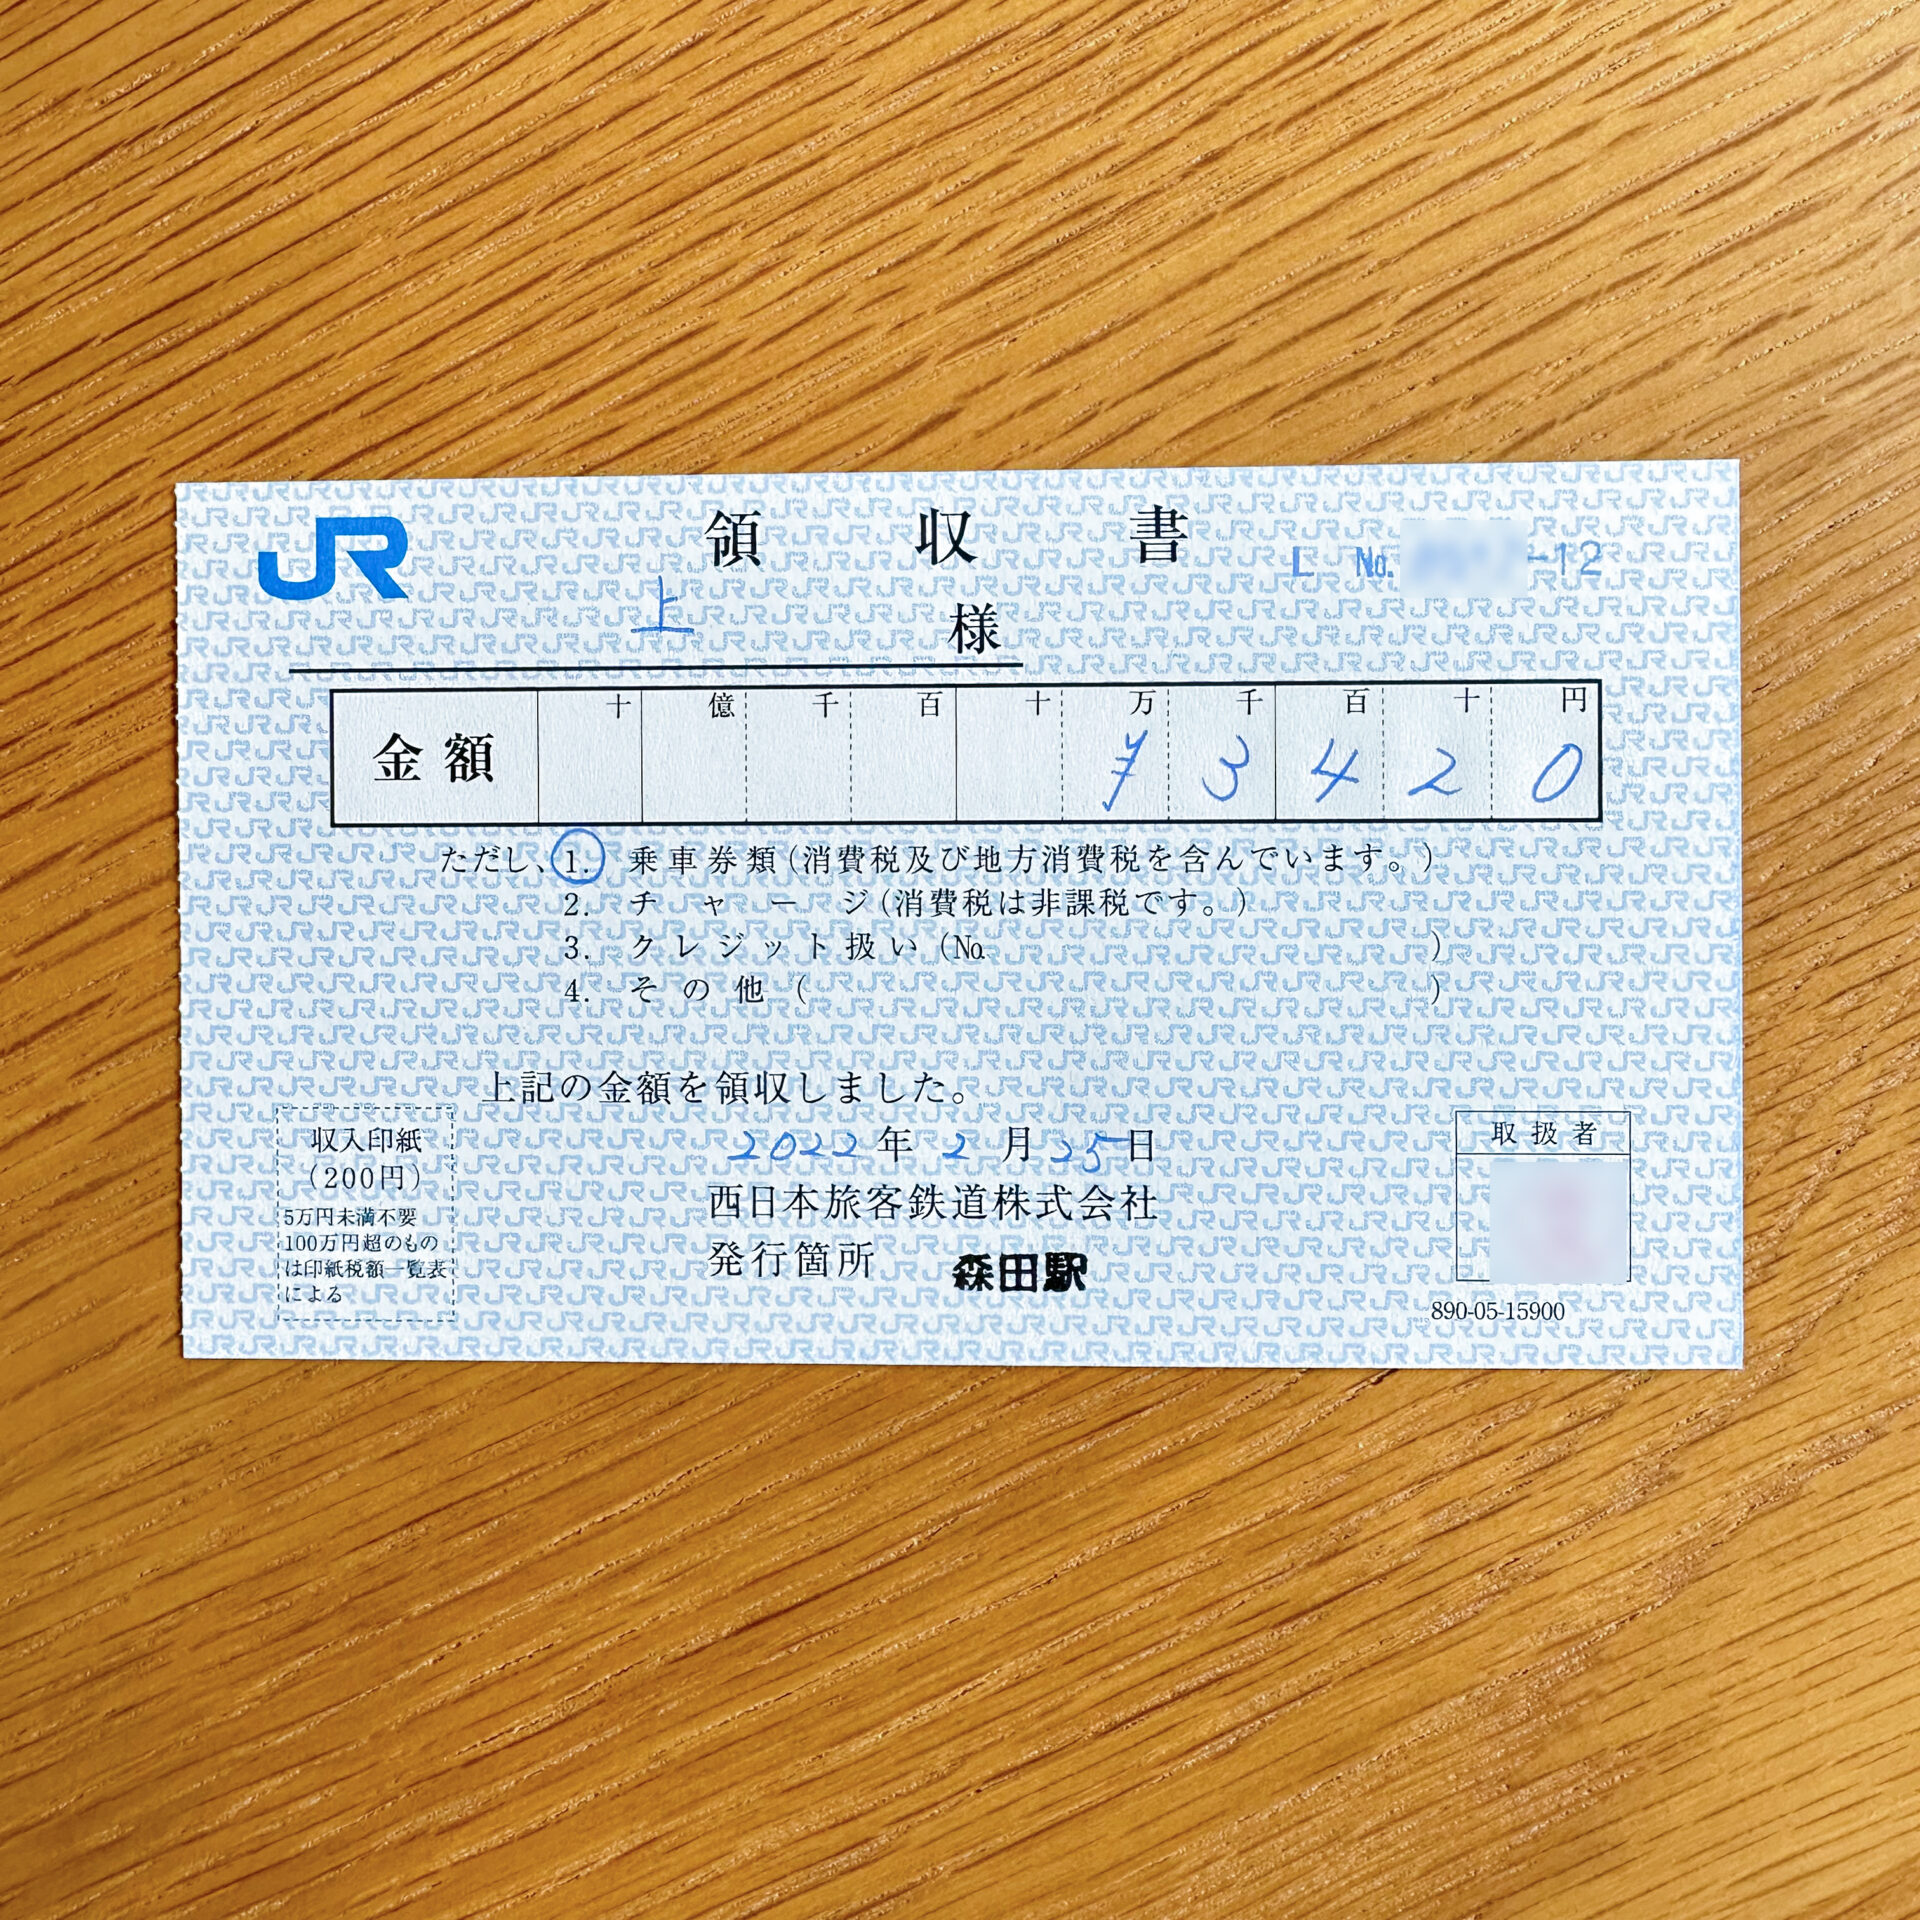 JR
領収書
L No. -12
上 様
金額 十 億 千 百 十 万 千 百 十 円
¥ 3 4 2 0
ただし、1. 乗車券類(消費税及び地方消費税を含んでいます。)
2. チャージ(消費税は非課税です。)
3. クレジット扱い(No. )
4. その他( )
上記の金額を領収しました。
2022年2月25日
西日本旅客鉄道株式会社
発行箇所 森田駅
収入印紙
(200円)
5万円未満不要
100万円超のもの
は印紙税額一覧表
による
取扱者
890-05-15900